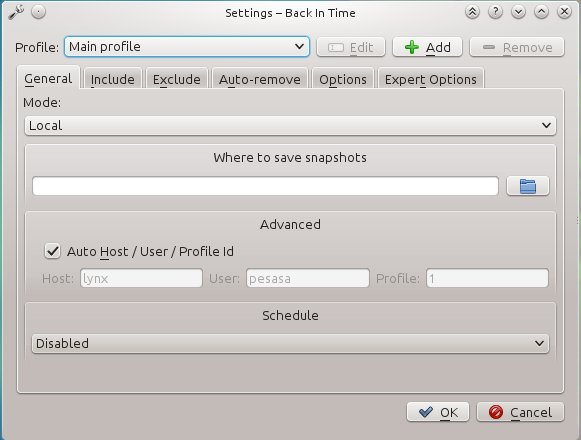 Settings – Back In Time
Profile: Main profile Edit Add Remove
General Include Exclude Auto-remove Options Expert Options
Mode:
Local
Where to save snapshots
Advanced
Auto Host / User / Profile Id
Host: lynx User: pesasa Profile: 1
Schedule
Disabled
OK Cancel